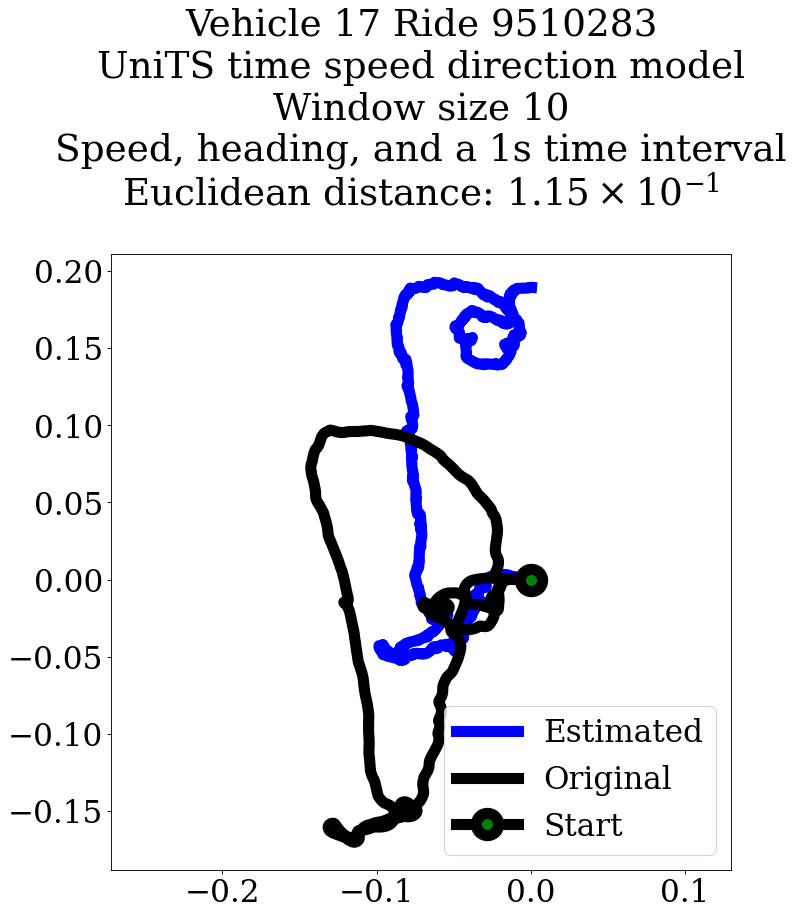 Vehicle 17 Ride 9510283
UniTS time speed direction model
Window size 10
Speed, heading, and a 1s time interval
Euclidean distance: 1.15 × 10⁻¹
0.20
0.15
0.10
0.05
0.00
−0.05
−0.10
−0.15
Estimated
Original
Start
−0.2
−0.1
0.0
0.1